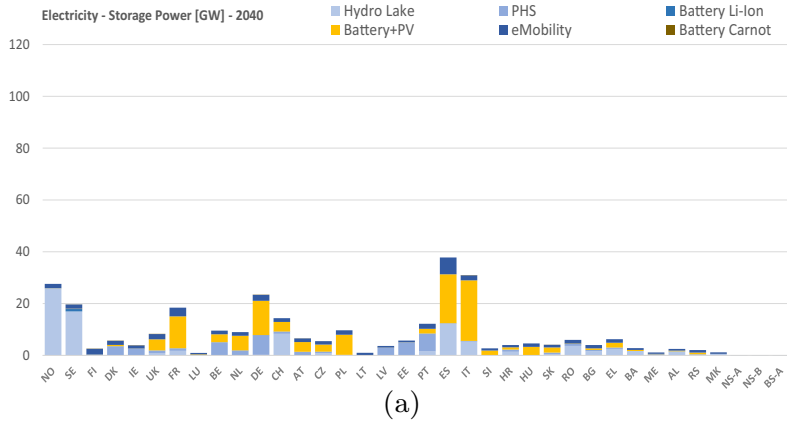 Electricity - Storage Power [GW] - 2040
Hydro Lake PHS Battery Li-Ion
Battery+PV eMobility Battery Carnot
120
100
80
60
40
20
0
NO SE FI DK IE UK FR LU BE NL DE CH AT CZ PL LT LV EE PT ES IT SI HR HU SK RO BG EL BA ME AL RS MK NS-A NS-B BS-A
(a)